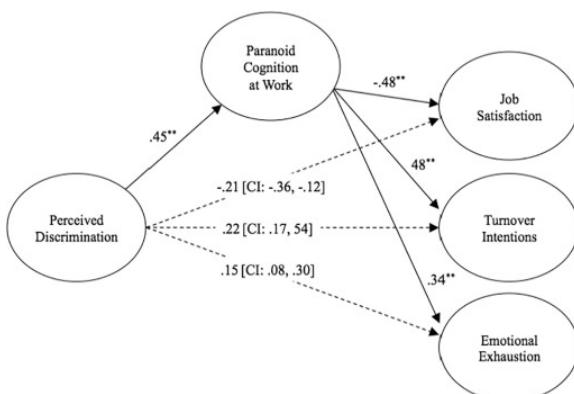 Paranoid
Cognition
at Work
-.48**
Job
Satisfaction
.45**
48**
-.21 [CI: -.36, -.12]
Perceived
Discrimination
.22 [CI: .17, 54]
Turnover
Intentions
.15 [CI: .08, .30]
.34**
Emotional
Exhaustion